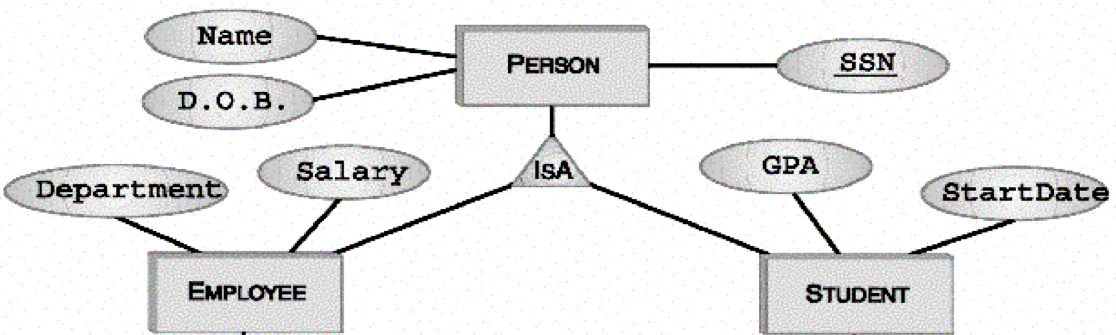 Name
PERSON
SSN
D.O.B.
IsA
GPA
Salary
Department
StartDate
EMPLOYEE
STUDENT